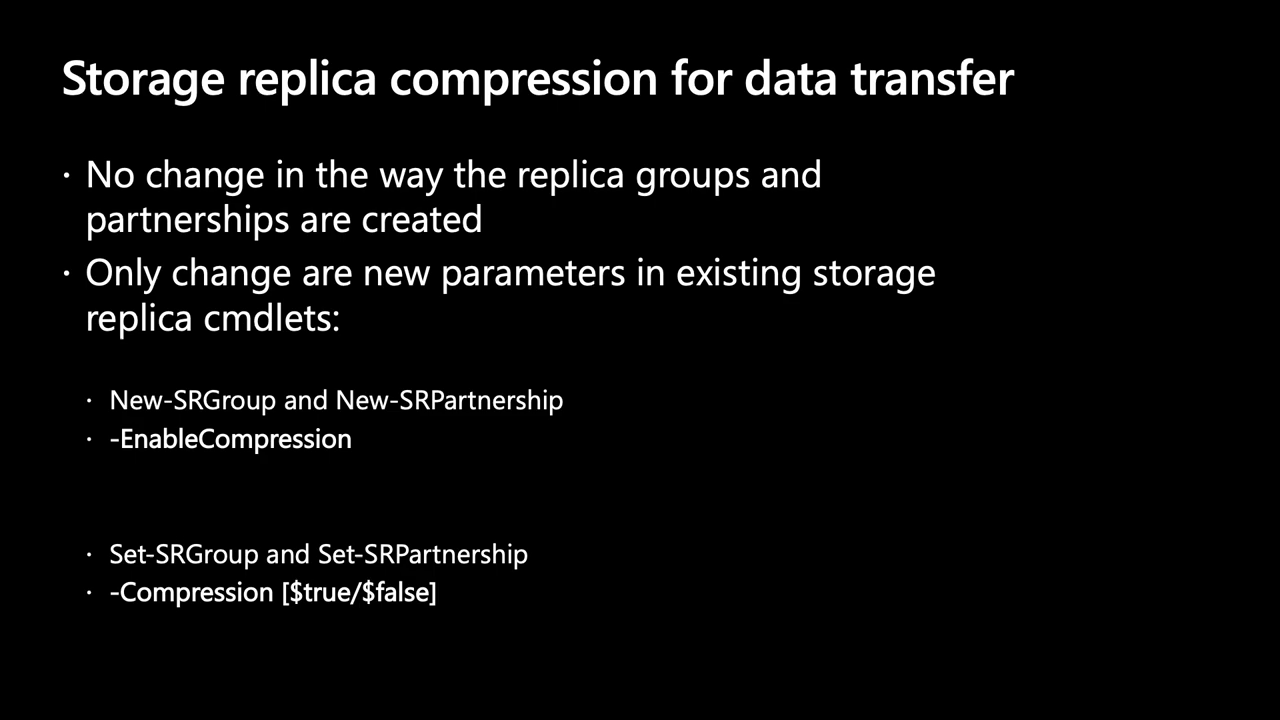 Storage replica compression for data transfer
· No change in the way the replica groups and
partnerships are created
· Only change are new parameters in existing storage
replica cmdlets:
· New-SRGroup and New-SRPartnership
· -EnableCompression
· Set-SRGroup and Set-SRPartnership
· -Compression [$true/$false]